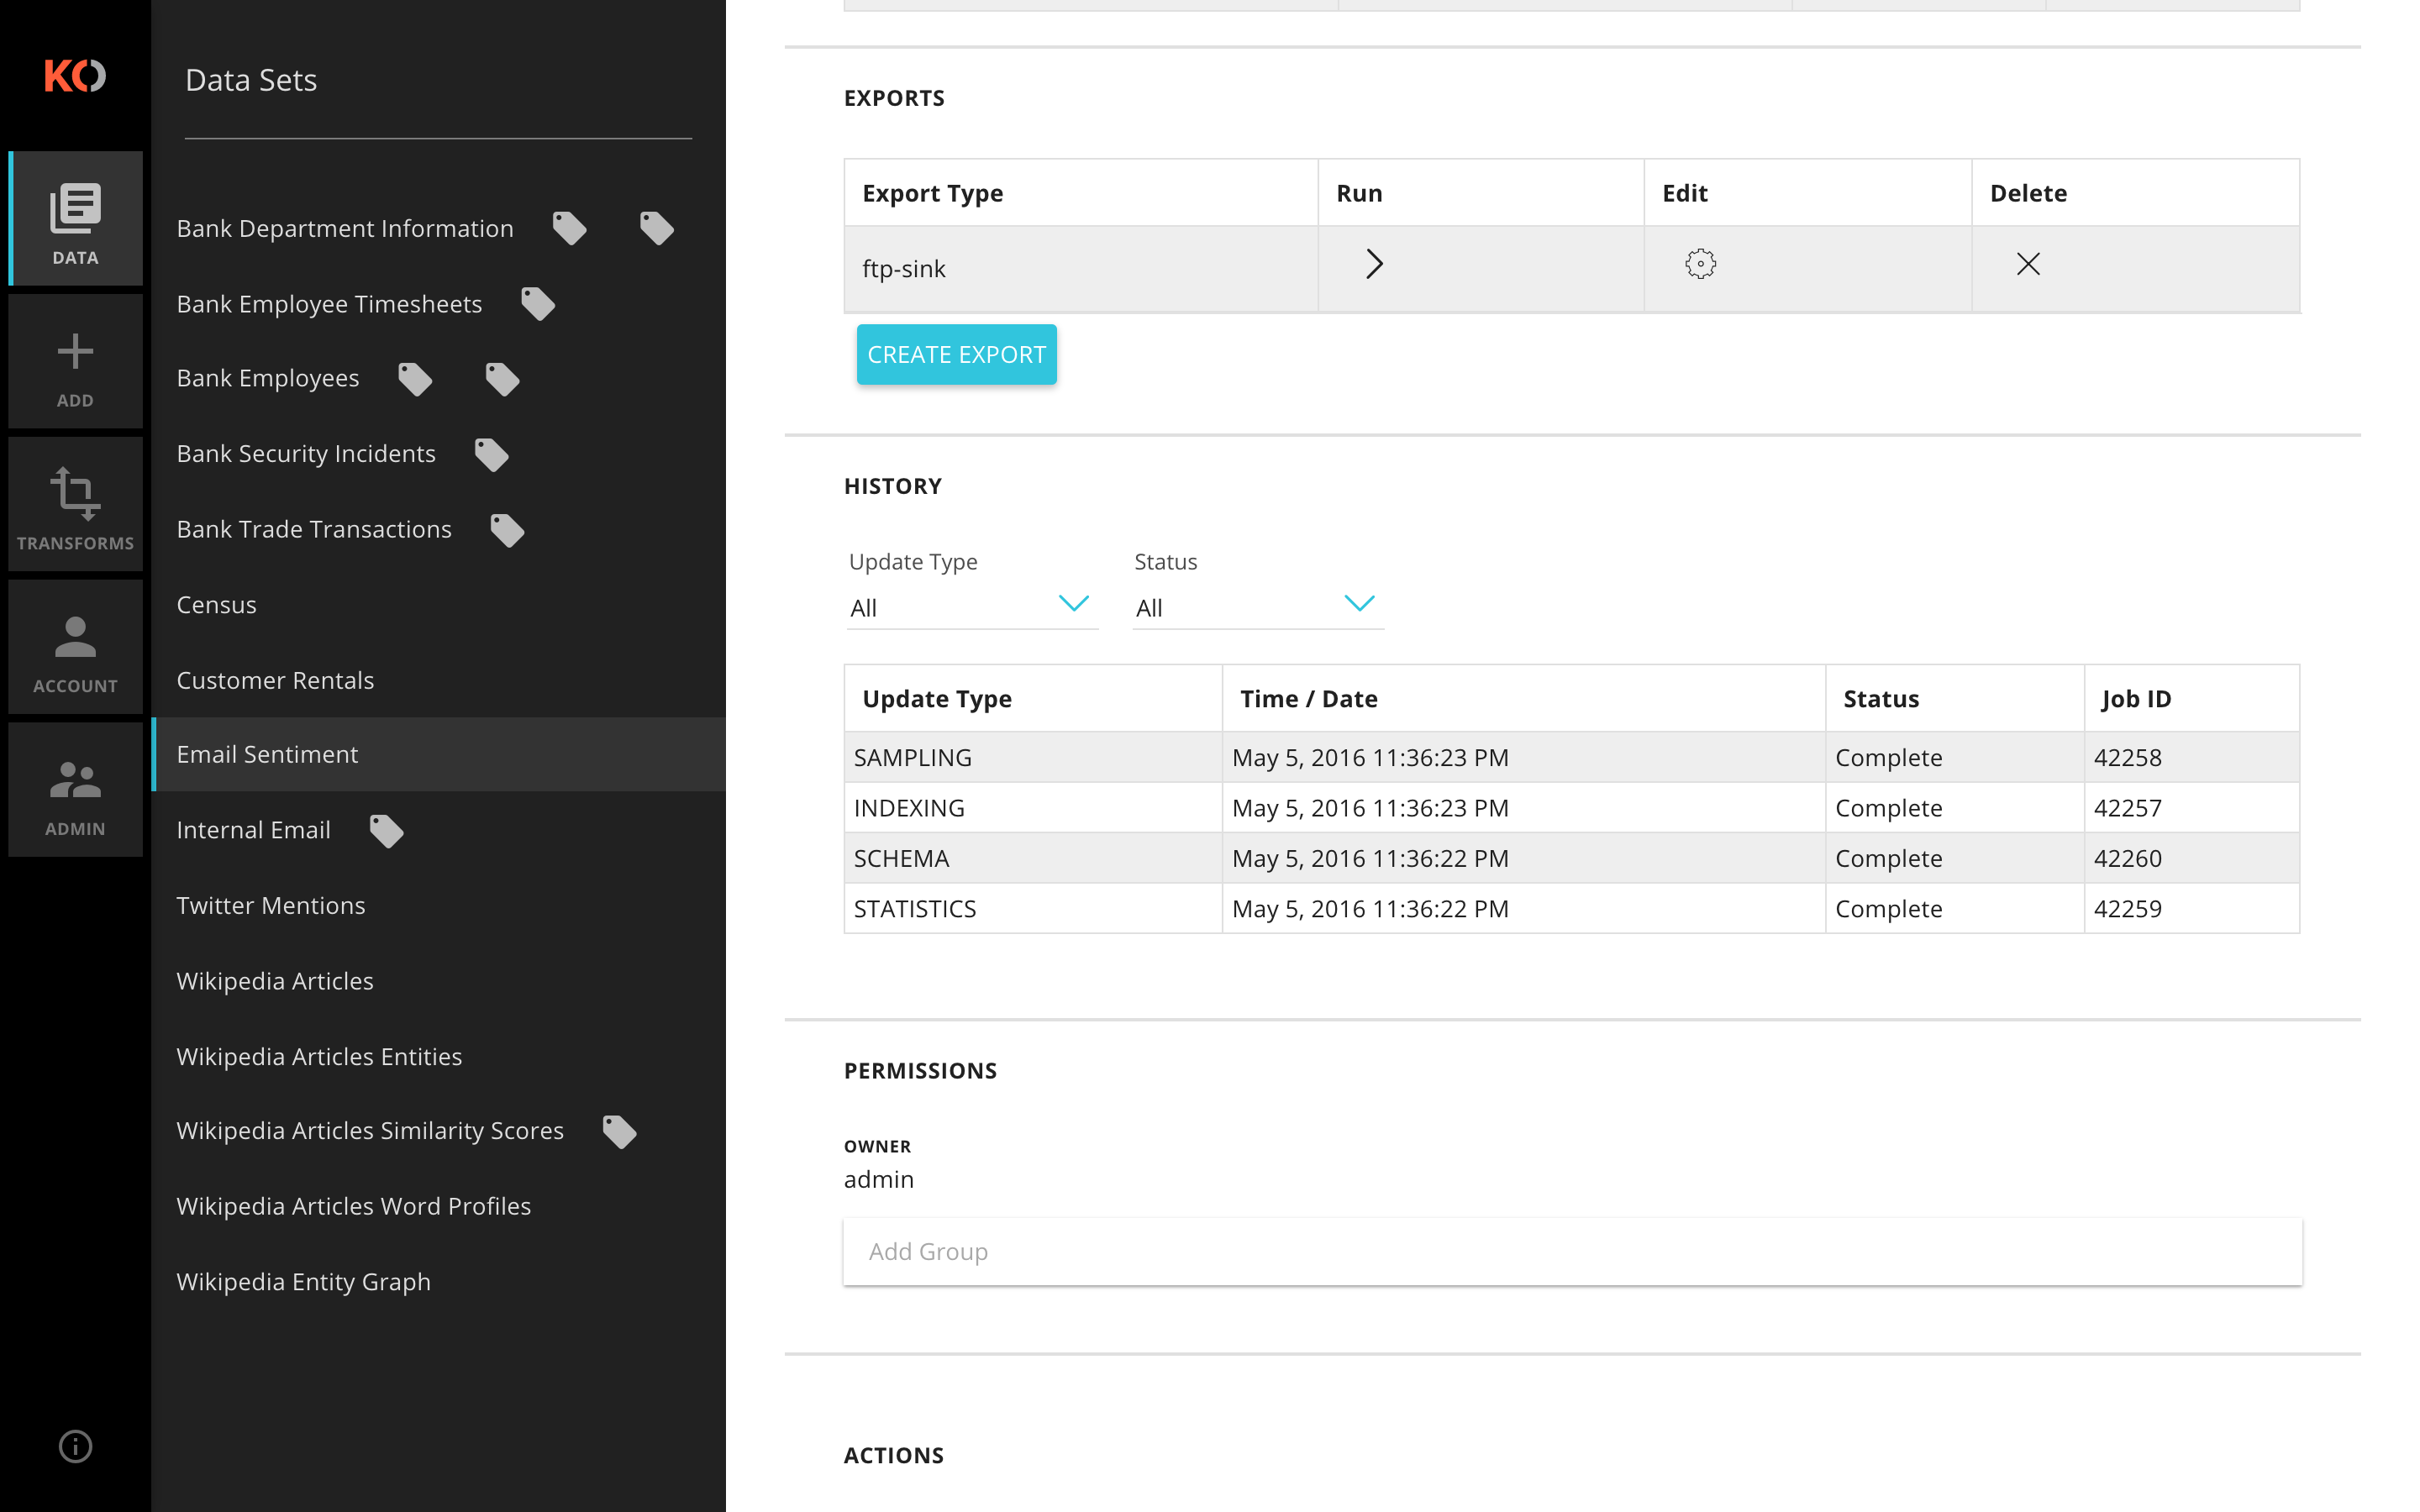 KO
DATA
ADD
TRANSFORMS
ACCOUNT
ADMIN
Data Sets
Bank Department Information
Bank Employee Timesheets
Bank Employees
Bank Security Incidents
Bank Trade Transactions
Census
Customer Rentals
Email Sentiment
Internal Email
Twitter Mentions
Wikipedia Articles
Wikipedia Articles Entities
Wikipedia Articles Similarity Scores
Wikipedia Articles Word Profiles
Wikipedia Entity Graph
EXPORTS
Export Type Run Edit Delete
ftp-sink
CREATE EXPORT
HISTORY
Update Type Status
All All
Update Type Time / Date Status Job ID
SAMPLING May 5, 2016 11:36:23 PM Complete 42258
INDEXING May 5, 2016 11:36:23 PM Complete 42257
SCHEMA May 5, 2016 11:36:22 PM Complete 42260
STATISTICS May 5, 2016 11:36:22 PM Complete 42259
PERMISSIONS
OWNER
admin
Add Group
ACTIONS